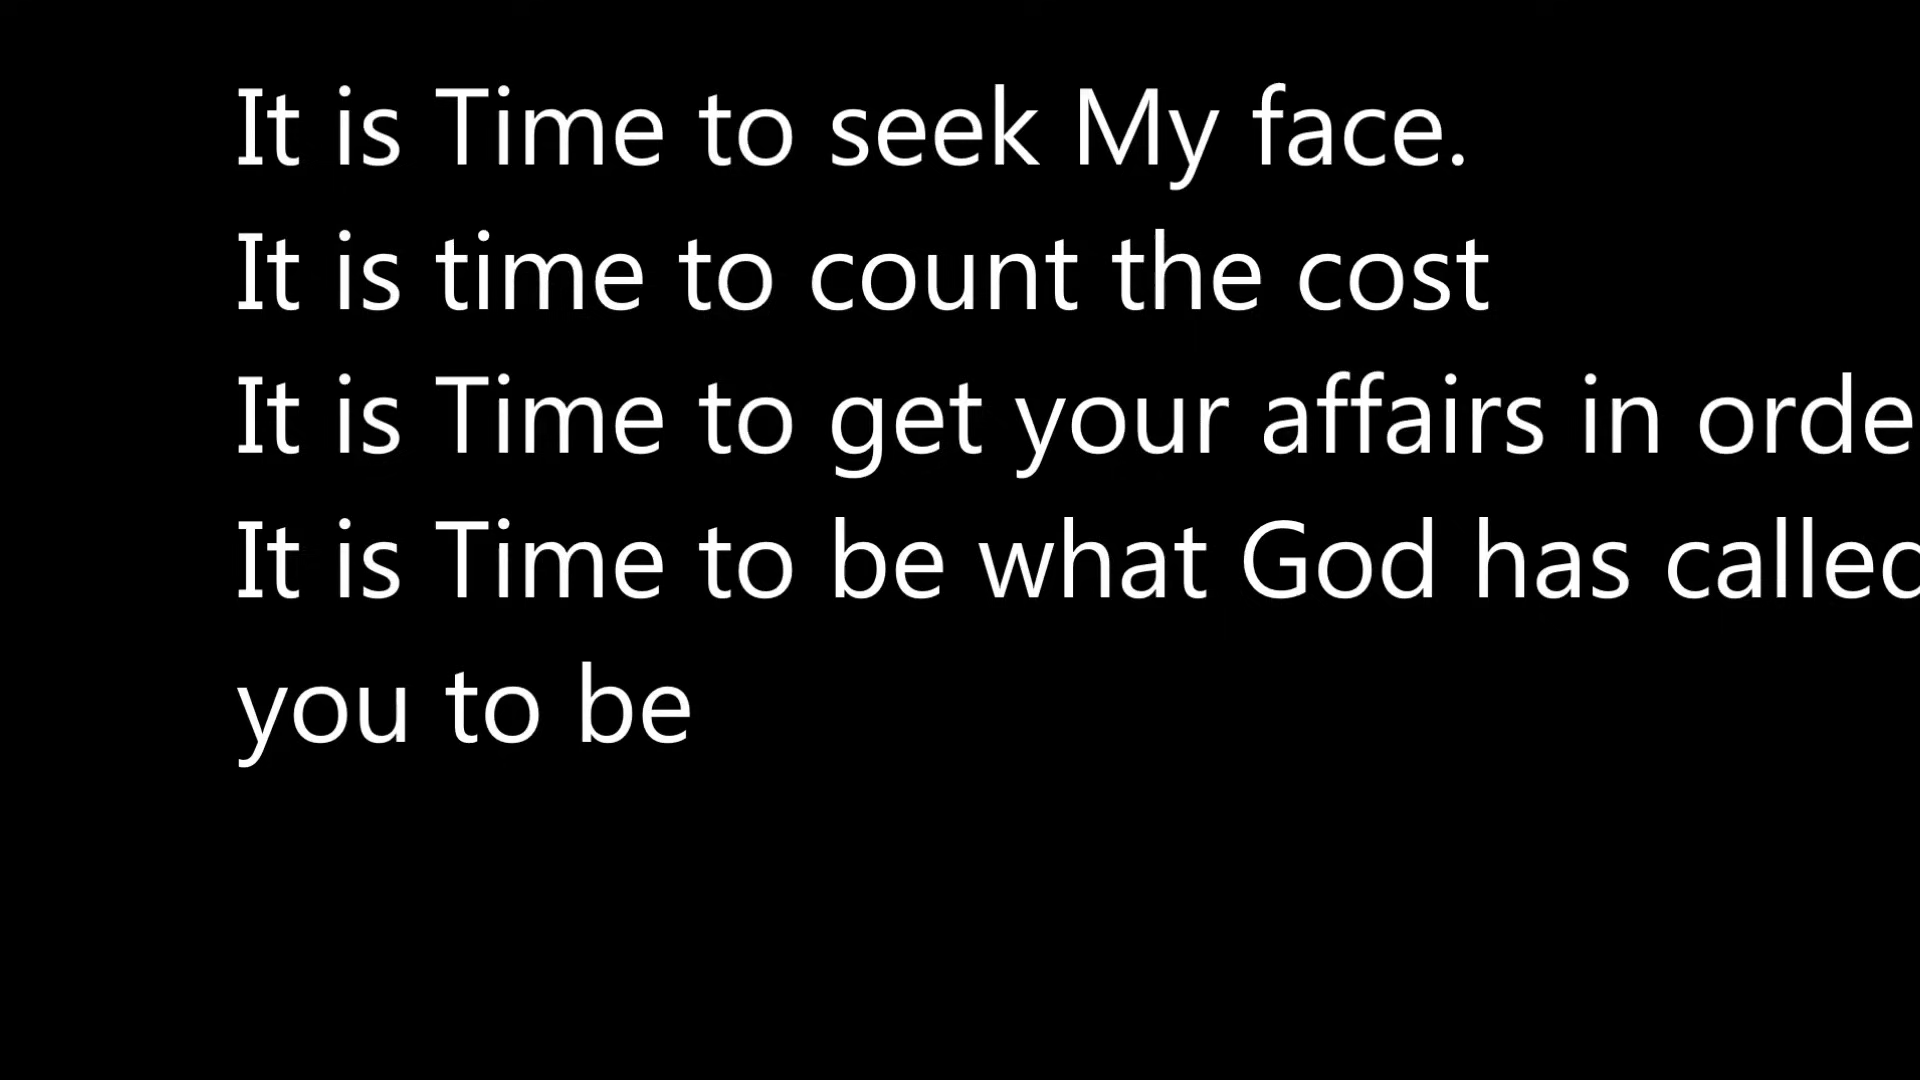 It is Time to seek My face.
It is time to count the cost
It is Time to get your affairs in orde
It is Time to be what God has called
you to be